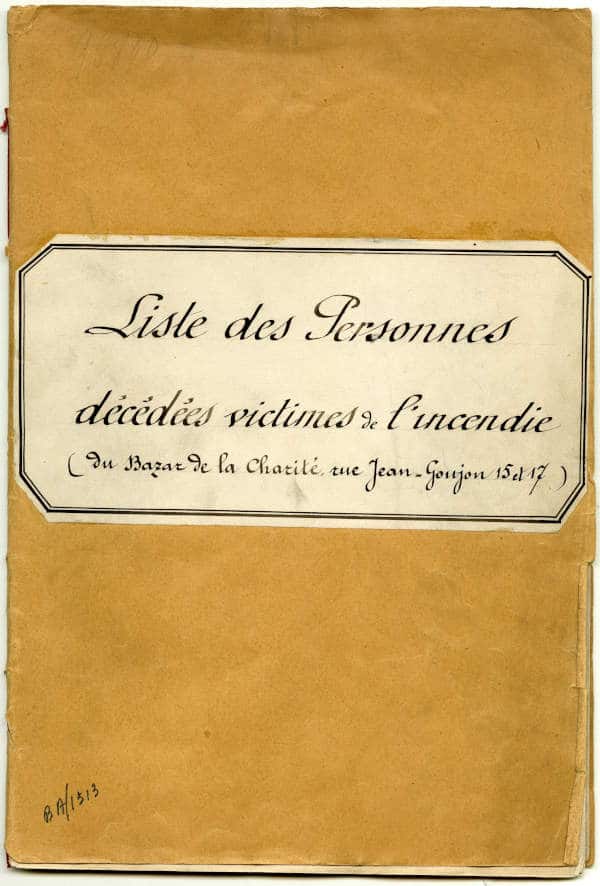 Liste des Personnes
décédées victimes de l'incendie
(du Bazar de la Charité, rue Jean-Goujon 15 et 17.)
BA/1513